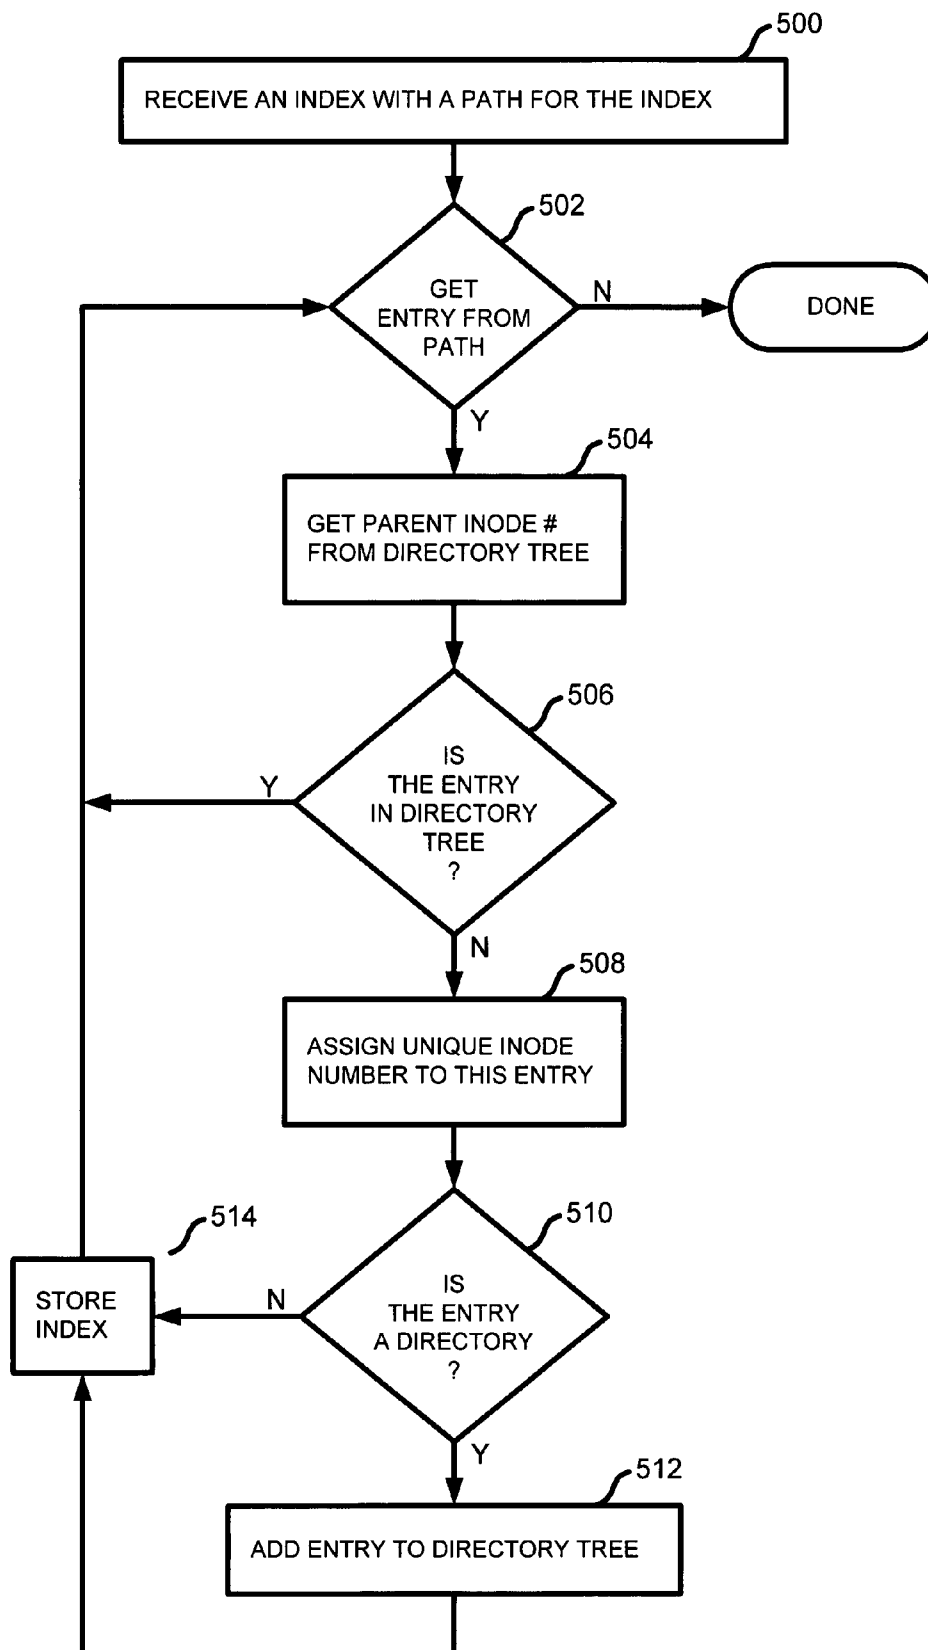 500
RECEIVE AN INDEX WITH A PATH FOR THE INDEX
502
GET
ENTRY FROM
PATH
N
DONE
Y
504
GET PARENT INODE #
FROM DIRECTORY TREE
506
IS
THE ENTRY
IN DIRECTORY
TREE
?
Y
N
508
ASSIGN UNIQUE INODE
NUMBER TO THIS ENTRY
510
514
IS
THE ENTRY
A DIRECTORY
?
N
STORE
INDEX
Y
512
ADD ENTRY TO DIRECTORY TREE